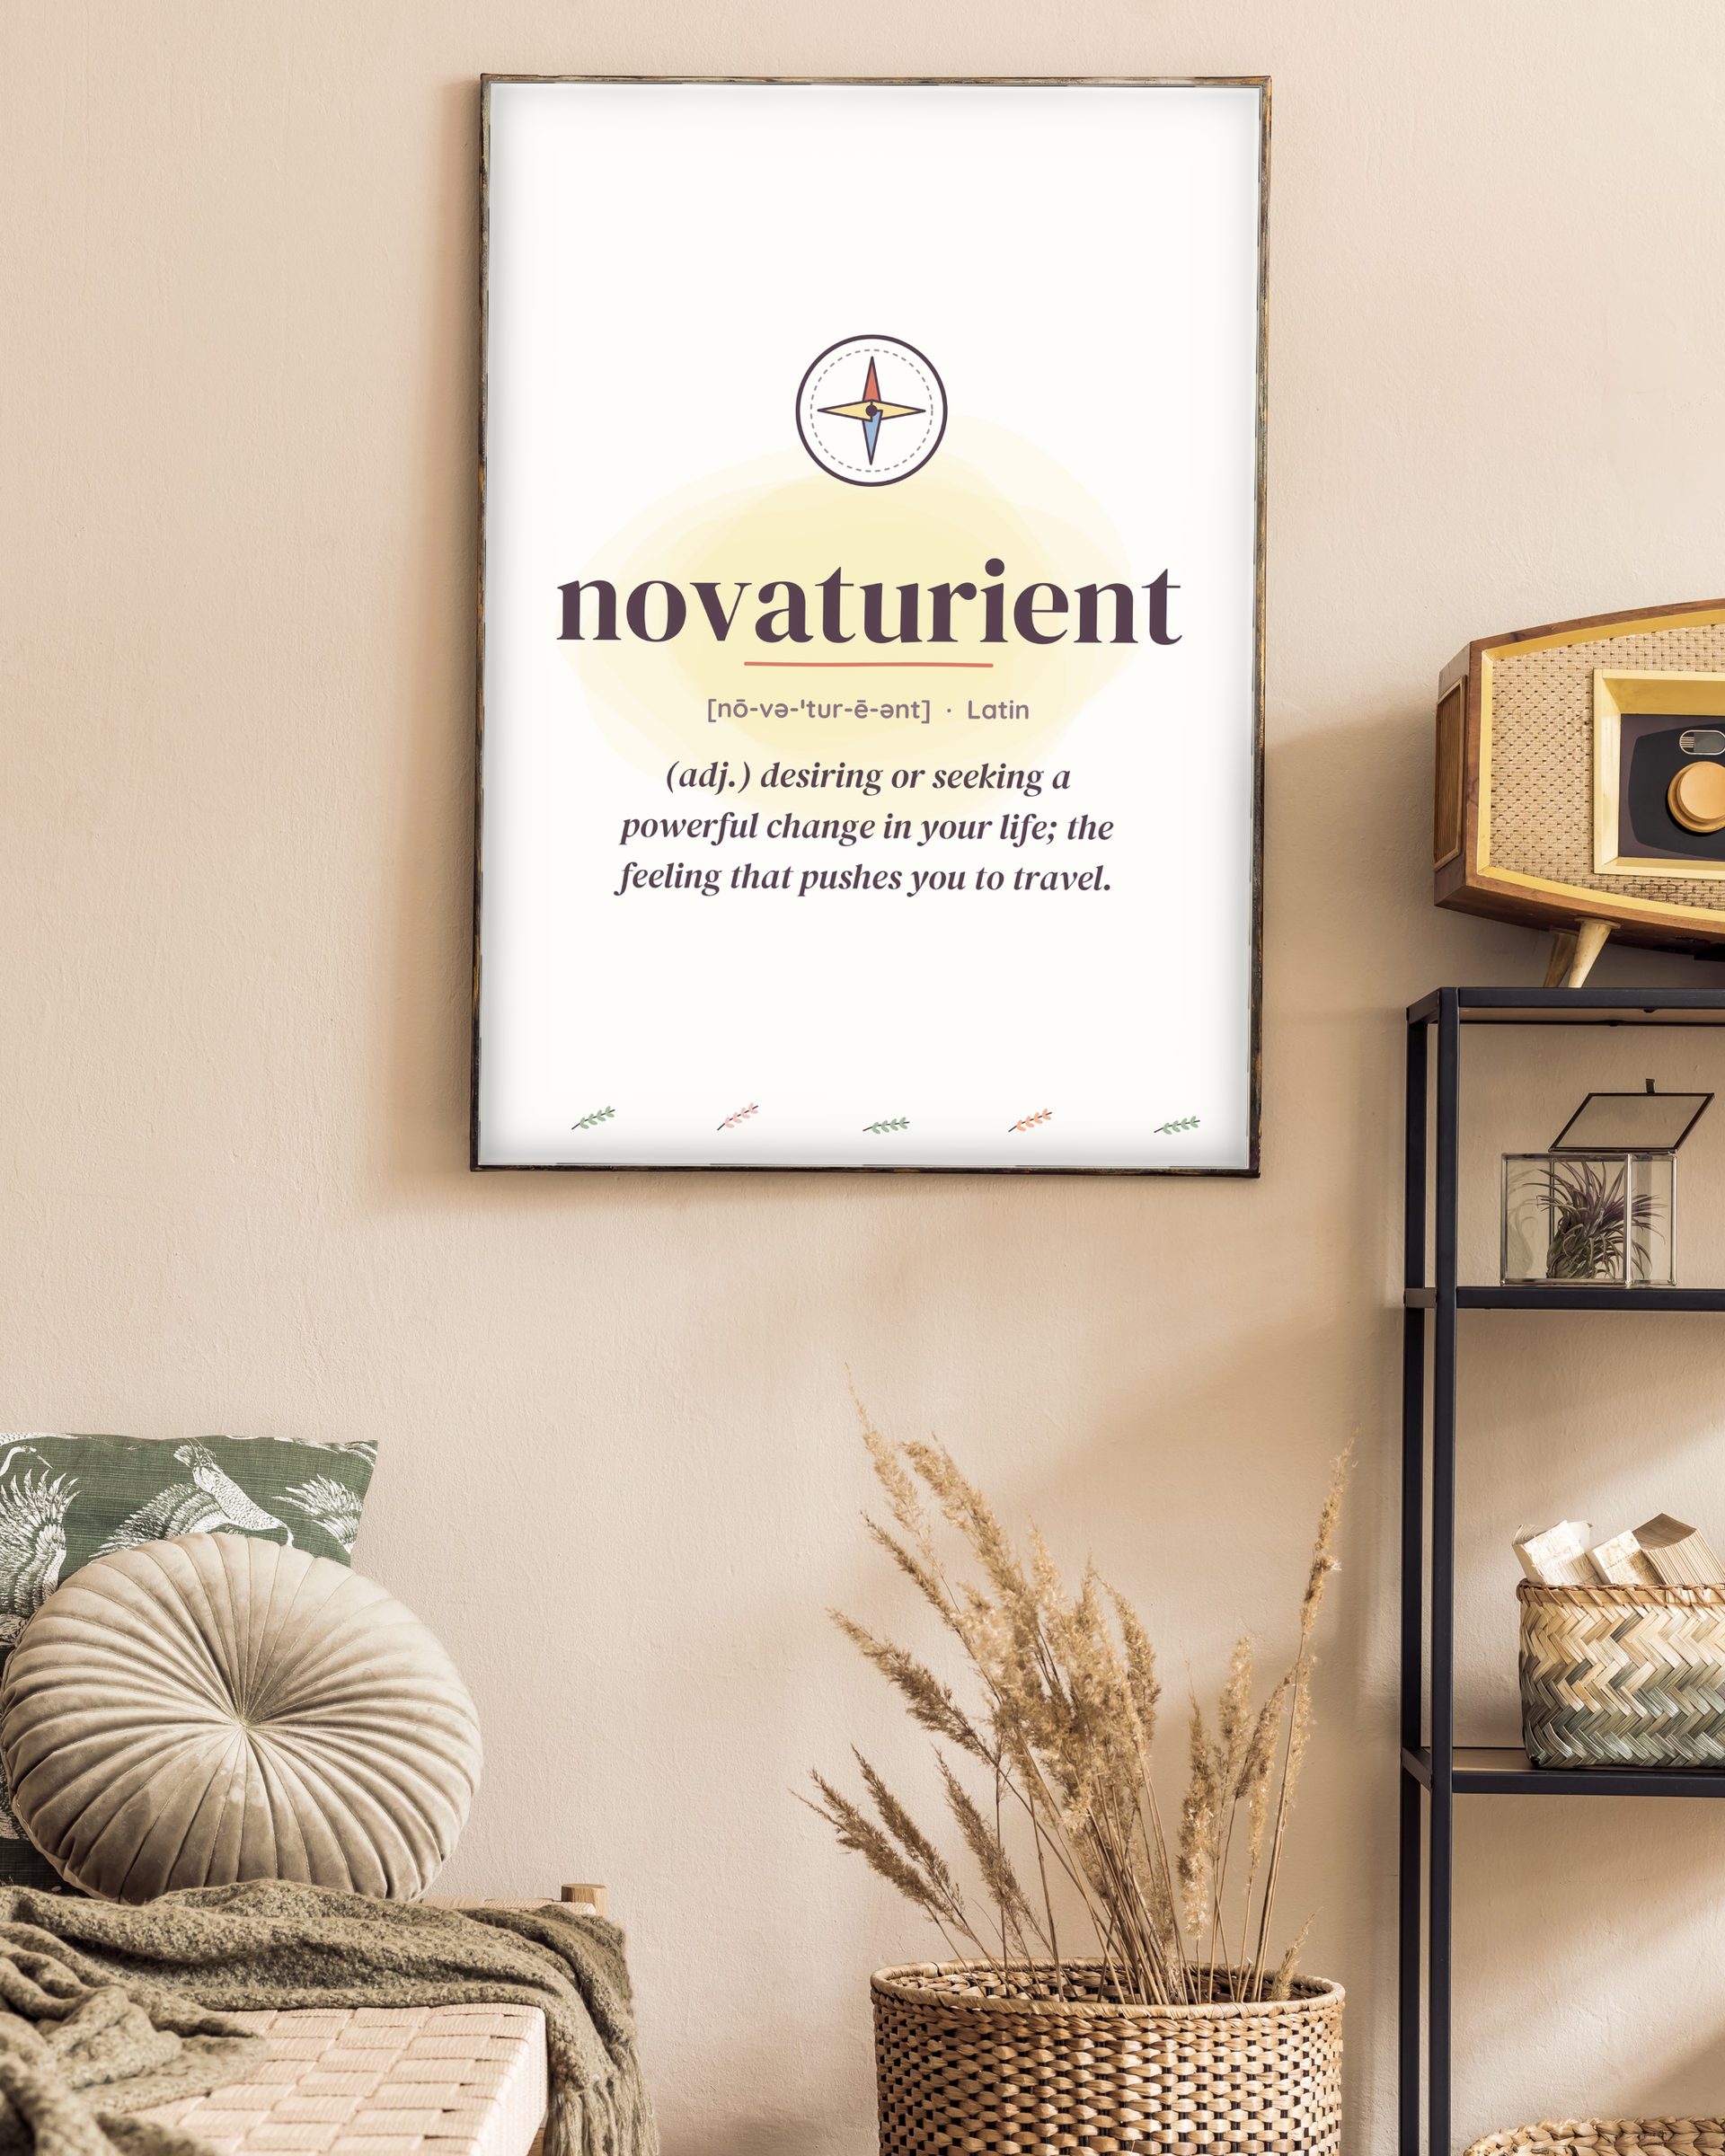 novaturient
[nō-və-ˈtur-ē-ənt] · Latin
(adj.) desiring or seeking a
powerful change in your life; the
feeling that pushes you to travel.